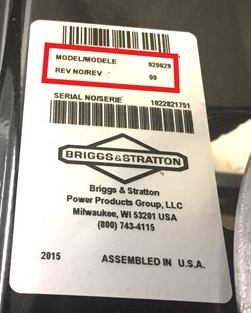 MODEL/MODELE 020629
REV NO/REV 00
SERIAL NO/SERIE 1022821751
BRIGGS & STRATTON
Briggs & Stratton
Power Products Group, LLC
Milwaukee, WI 53201 USA
(800) 743-4115
2015 ASSEMBLED IN U.S.A.